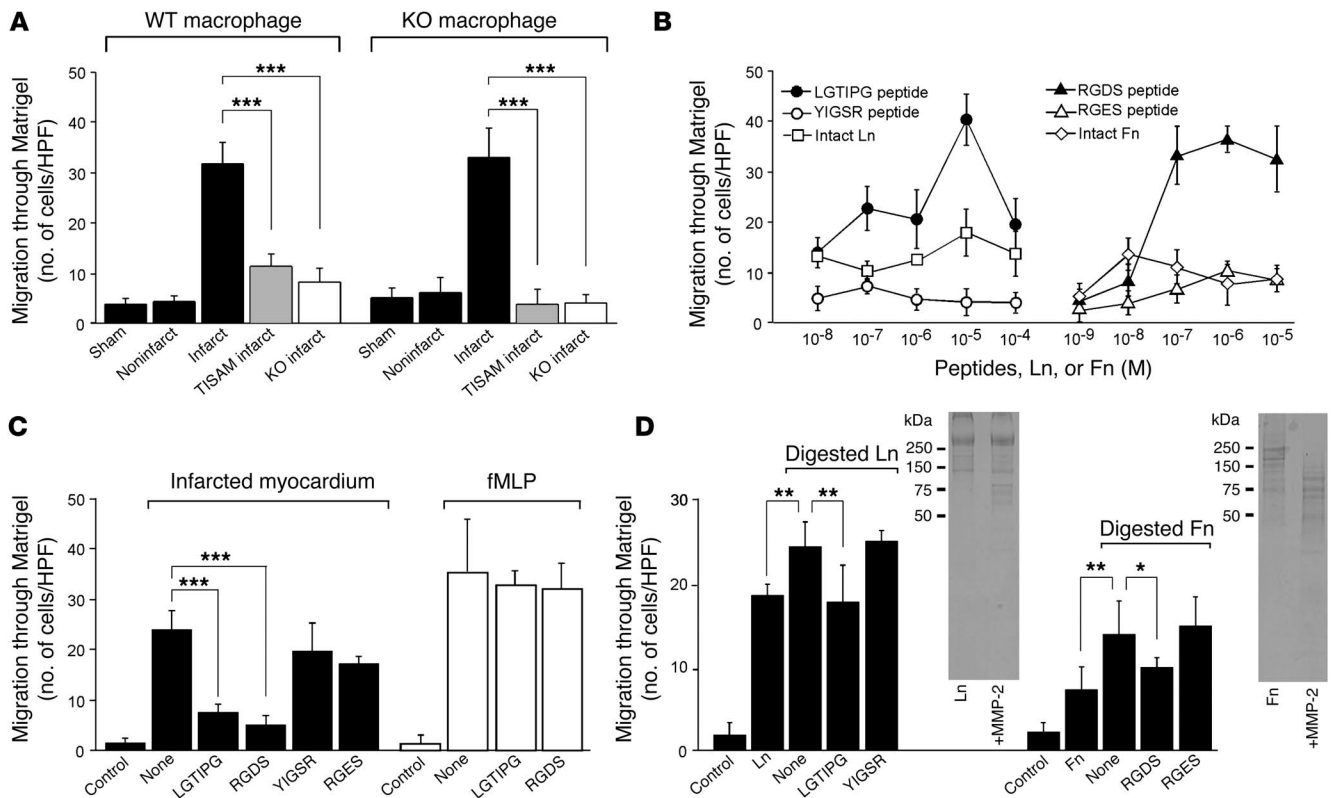 A
WT macrophage
KO macrophage
Migration through Matrigel
(no. of cells/HPF)
50
40
30
20
10
0
***
***
***
***
Sham
Noninfarct
Infarct
TISAM infarct
KO infarct
Sham
Noninfarct
Infarct
TISAM infarct
KO infarct
B
Migration through Matrigel
(no. of cells/HPF)
50
40
30
20
10
0
LGTIPG peptide
YIGSR peptide
Intact Ln
RGDS peptide
RGES peptide
Intact Fn
10-8 10-7 10-6 10-5 10-4 10-9 10-8 10-7 10-6 10-5
Peptides, Ln, or Fn (M)
C
Infarcted myocardium
fMLP
Migration through Matrigel
(no. of cells/HPF)
50
40
30
20
10
0
***
***
Control
None
LGTIPG
RGDS
YIGSR
RGES
Control
None
LGTIPG
RGDS
D
Migration through Matrigel
(no. of cells/HPF)
30
20
10
0
Digested Ln
** **
Control
Ln
None
LGTIPG
YIGSR
kDa
250
150
75
50
Ln
+MMP-2
Digested Fn
** *
Control
Fn
None
RGDS
RGES
kDa
250
150
75
50
Fn
+MMP-2